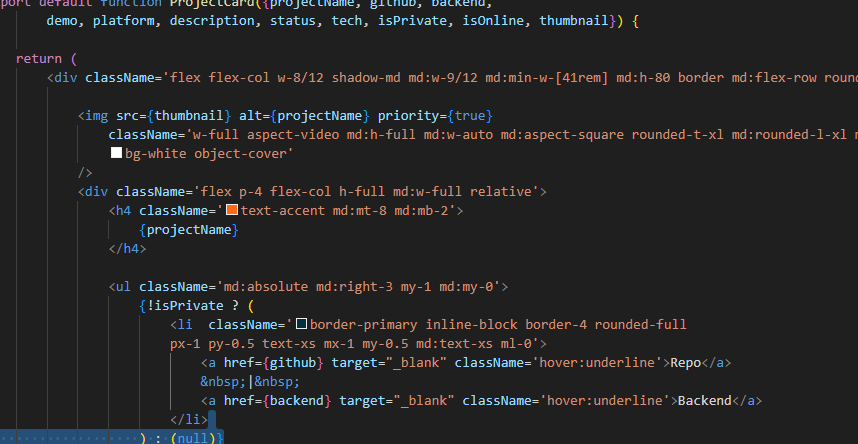 port default function ProjectCard({projectName, github, backend,
demo, platform, description, status, tech, isPrivate, isOnline, thumbnail}) {
return (
<div className='flex flex-col w-8/12 shadow-md md:w-9/12 md:min-w-[41rem] md:h-80 border md:flex-row roun
<img src={thumbnail} alt={projectName} priority={true}
className='w-full aspect-video md:h-full md:w-auto md:aspect-square rounded-t-xl md:rounded-l-xl
bg-white object-cover'
/>
<div className='flex p-4 flex-col h-full md:w-full relative'>
<h4 className='text-accent md:mt-8 md:mb-2'>
{projectName}
</h4>
<ul className='md:absolute md:right-3 my-1 md:my-0'>
{!isPrivate ? (
<li  className='border-primary inline-block border-4 rounded-full
px-1 py-0.5 text-xs mx-1 my-0.5 md:text-xs ml-0'>
<a href={github} target="_blank" className='hover:underline'>Repo</a>
&nbsp;|&nbsp;
<a href={backend} target="_blank" className='hover:underline'>Backend</a>
</li>
) : (null)}